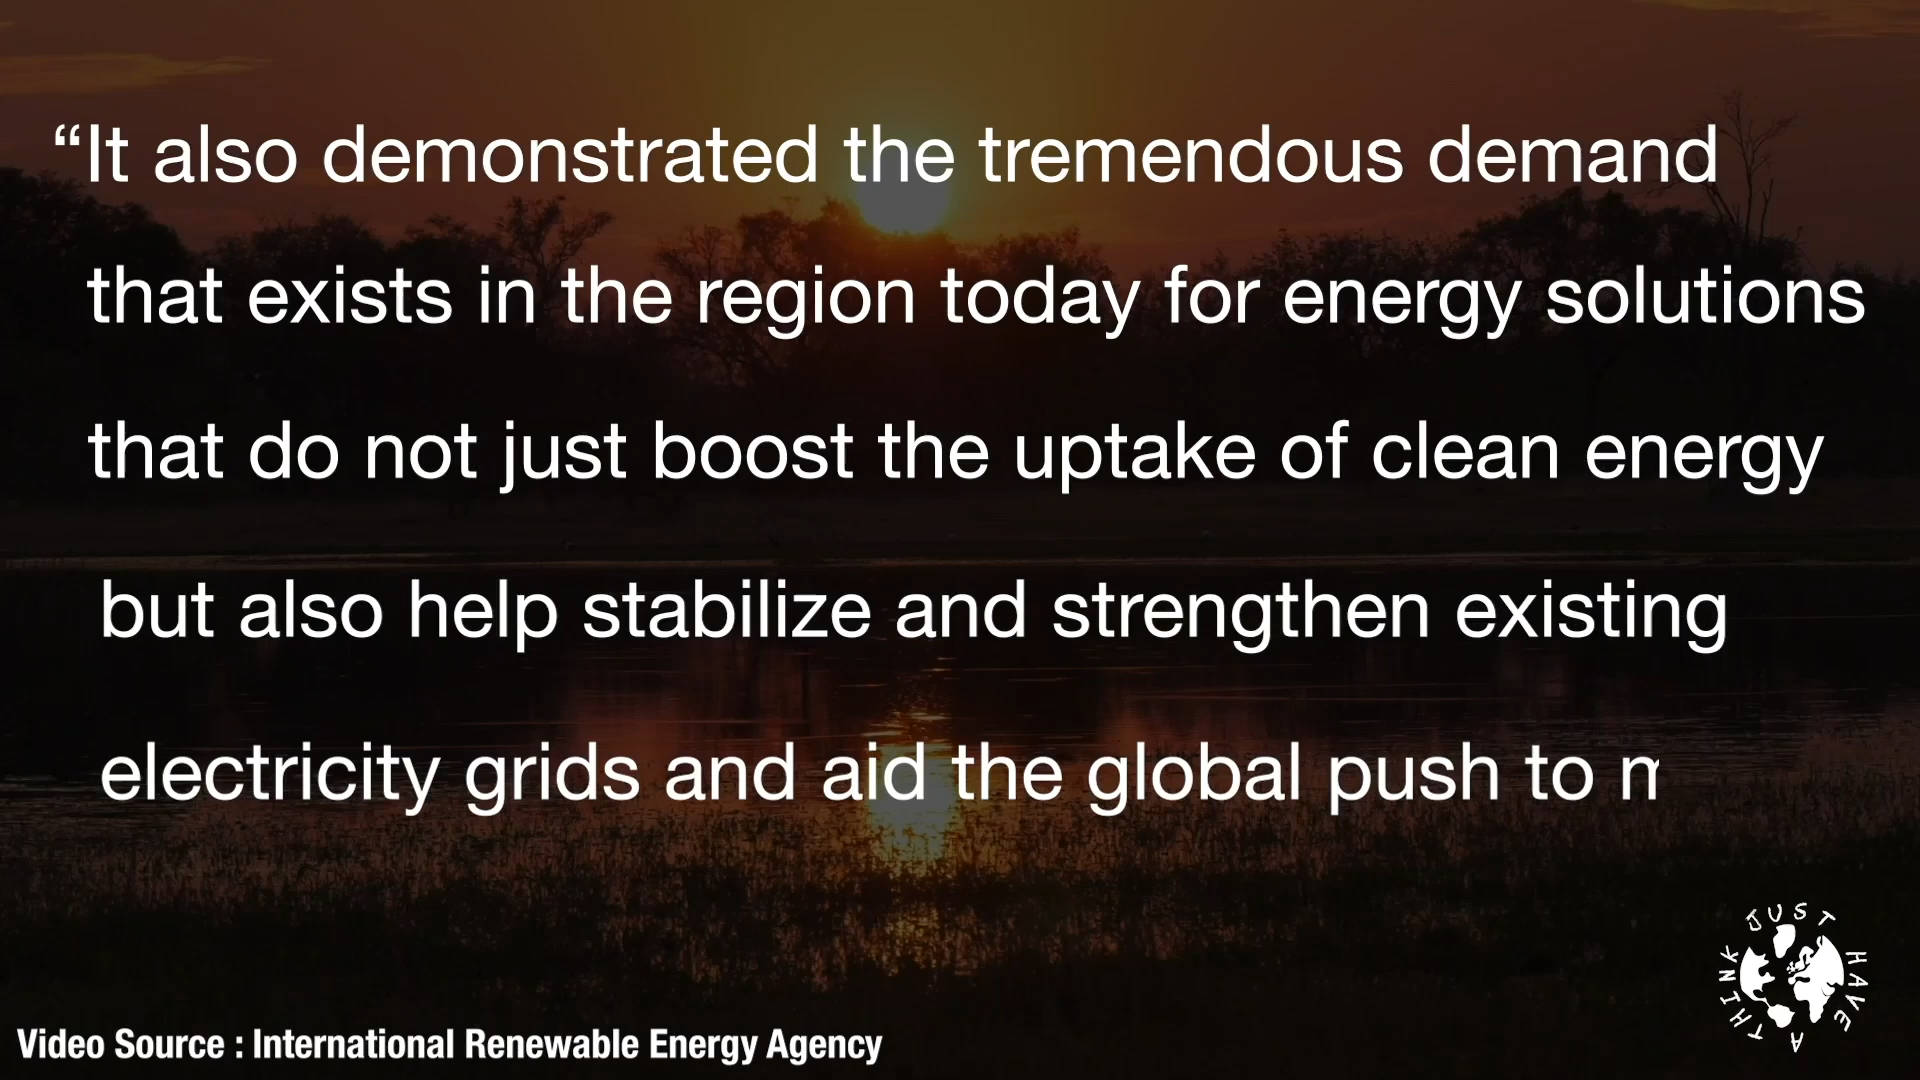 “It also demonstrated the tremendous demand
that exists in the region today for energy solutions
that do not just boost the uptake of clean energy
but also help stabilize and strengthen existing
electricity grids and aid the global push to
JUST HAVE A THINK
Video Source : International Renewable Energy Agency